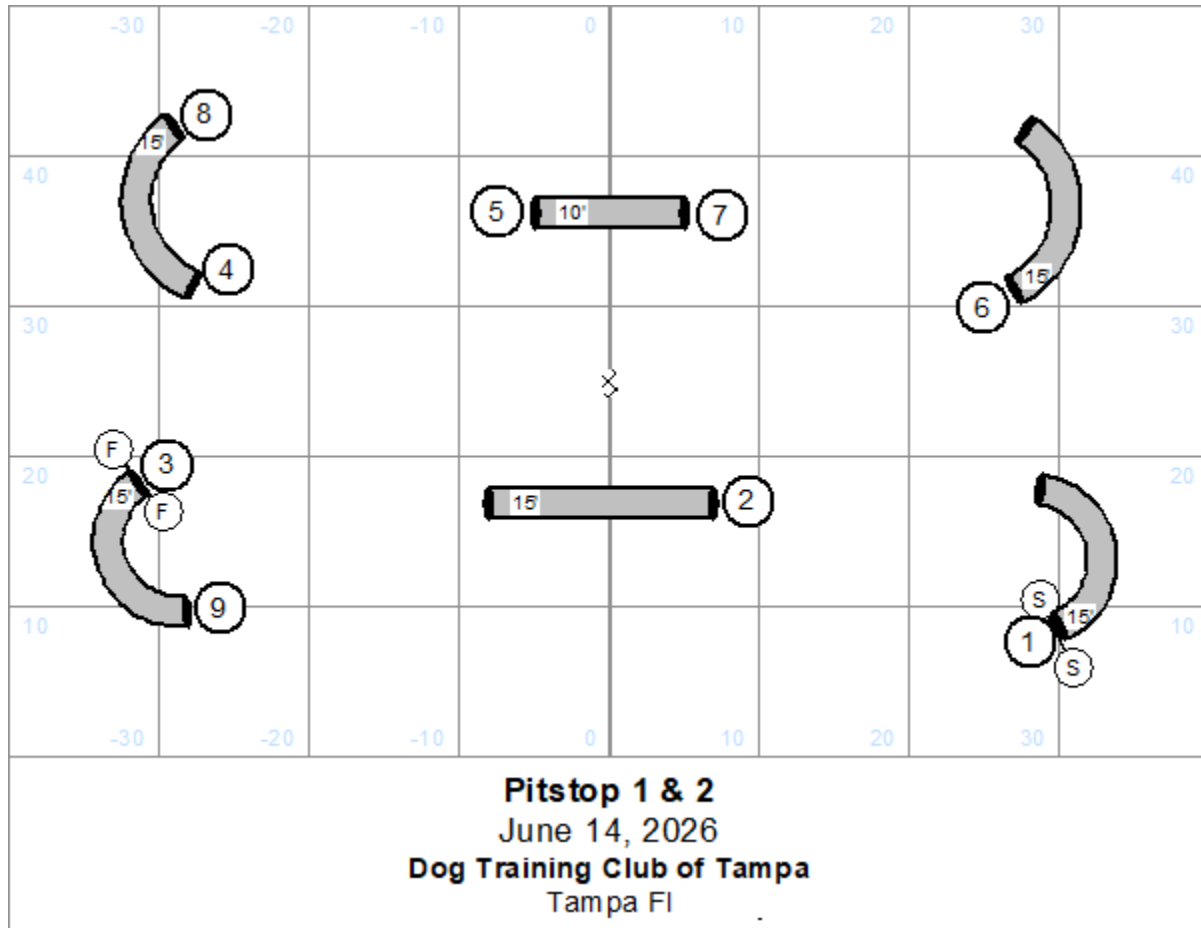 -30 -20 -10 0 10 20 30
8
15'
40 40
5 10' 7
4
15'
30 6 30
F 3
20 20
15' 15' 2
F
9 S
15'
10 1 10
S
-30 -20 -10 0 10 20 30
Pitstop 1 & 2
June 14, 2026
Dog Training Club of Tampa
Tampa Fl